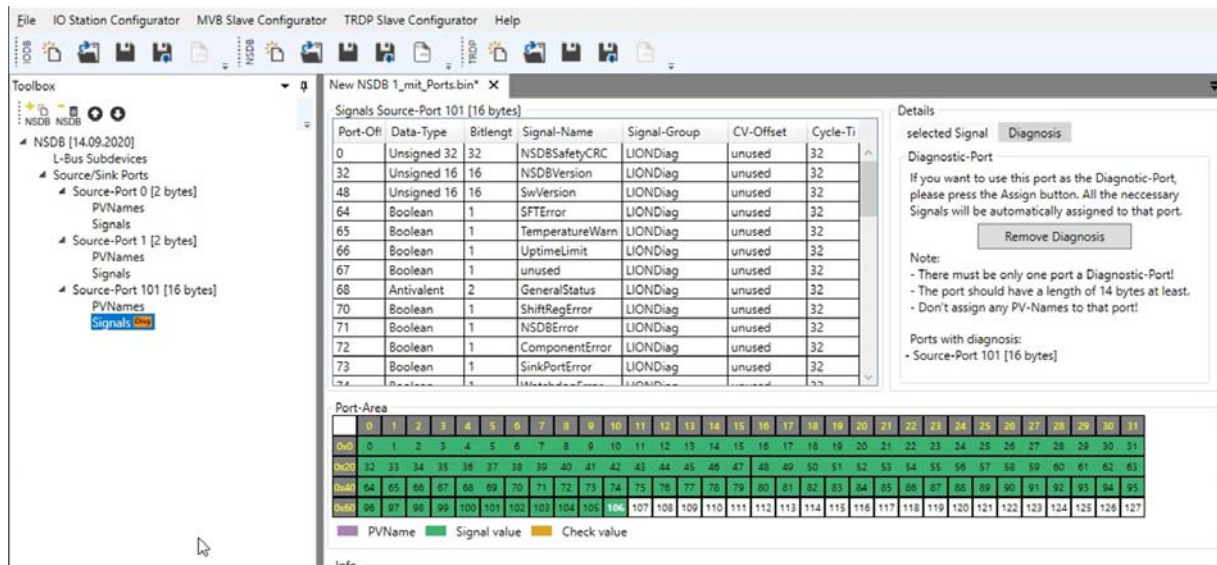 File IO Station Configurator MVB Slave Configurator TRDP Slave Configurator Help
IODB NSDB TRDP
Toolbox
NSDB NSDB
NSDB [14.09.2020]
L-Bus Subdevices
Source/Sink Ports
Source-Port 0 [2 bytes]
PVNames
Signals
Source-Port 1 [2 bytes]
PVNames
Signals
Source-Port 101 [16 bytes]
PVNames
Signals Diag
New NSDB 1_mit_Ports.bin* X
Signals Source-Port 101 [16 bytes]
Port-Off Data-Type Bitlengt Signal-Name Signal-Group CV-Offset Cycle-Ti
0 Unsigned 32 32 NSDBSafetyCRC LIONDiag unused 32
32 Unsigned 16 16 NSDBVersion LIONDiag unused 32
48 Unsigned 16 16 SwVersion LIONDiag unused 32
64 Boolean 1 SFTError LIONDiag unused 32
65 Boolean 1 TemperatureWarn LIONDiag unused 32
66 Boolean 1 UptimeLimit LIONDiag unused 32
67 Boolean 1 unused LIONDiag unused 32
68 Antivalent 2 GeneralStatus LIONDiag unused 32
70 Boolean 1 ShiftRegError LIONDiag unused 32
71 Boolean 1 NSDBError LIONDiag unused 32
72 Boolean 1 ComponentError LIONDiag unused 32
73 Boolean 1 SinkPortError LIONDiag unused 32
Details
selected Signal Diagnosis
Diagnostic-Port
If you want to use this port as the Diagnotic-Port,
please press the Assign button. All the neccessary
Signals will be automatically assigned to that port.
Remove Diagnosis
Note:
- There must be only one port a Diagnostic-Port!
- The port should have a length of 14 bytes at least.
- Don't assign any PV-Names to that port!
Ports with diagnosis:
- Source-Port 101 [16 bytes]
Port-Area
0 1 2 3 4 5 6 7 8 9 10 11 12 13 14 15 16 17 18 19 20 21 22 23 24 25 26 27 28 29 30 31
0x0 0 1 2 3 4 5 6 7 8 9 10 11 12 13 14 15 16 17 18 19 20 21 22 23 24 25 26 27 28 29 30 31
0x20 32 33 34 35 36 37 38 39 40 41 42 43 44 45 46 47 48 49 50 51 52 53 54 55 56 57 58 59 60 61 62 63
0x40 64 65 66 67 68 69 70 71 72 73 74 75 76 77 78 79 80 81 82 83 84 85 86 87 88 89 90 91 92 93 94 95
0x60 96 97 98 99 100 101 102 103 104 105 106 107 108 109 110 111 112 113 114 115 116 117 118 119 120 121 122 123 124 125 126 127
PVName Signal value Check value